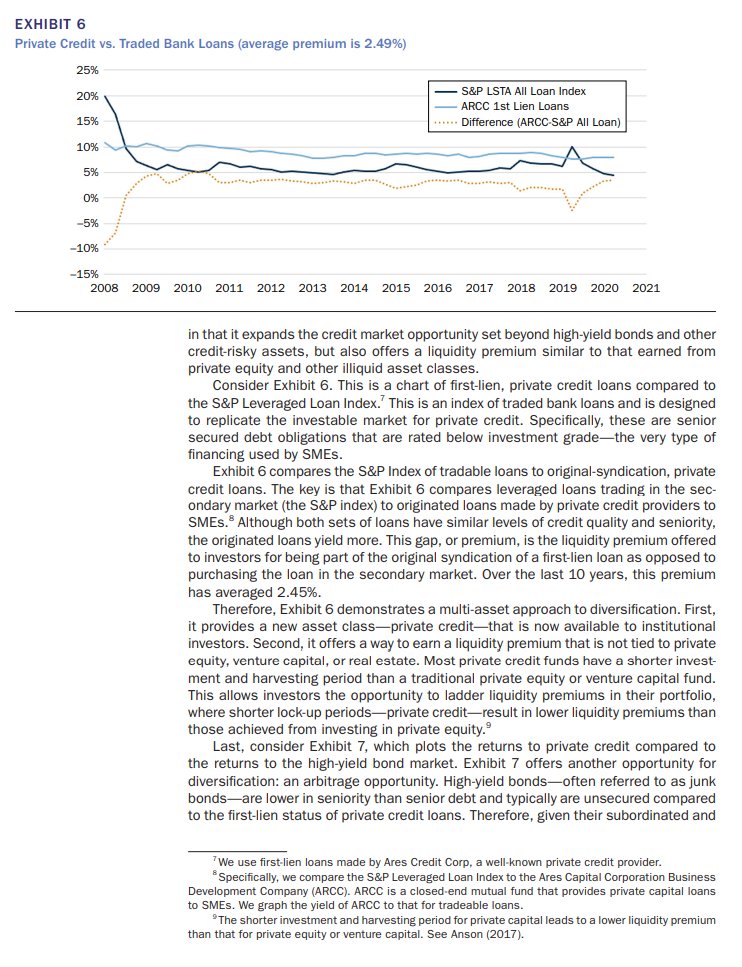 EXHIBIT 6
Private Credit vs. Traded Bank Loans (average premium is 2.49%)
25%
20%
15%
10%
5%
0%
–5%
–10%
–15%
S&P LSTA All Loan Index
ARCC 1st Lien Loans
Difference (ARCC-S&P All Loan)
2008 2009 2010 2011 2012 2013 2014 2015 2016 2017 2018 2019 2020 2021
in that it expands the credit market opportunity set beyond high-yield bonds and other
credit-risky assets, but also offers a liquidity premium similar to that earned from
private equity and other illiquid asset classes.
Consider Exhibit 6. This is a chart of first-lien, private credit loans compared to
the S&P Leveraged Loan Index.⁷ This is an index of traded bank loans and is designed
to replicate the investable market for private credit. Specifically, these are senior
secured debt obligations that are rated below investment grade—the very type of
financing used by SMEs.
Exhibit 6 compares the S&P Index of tradable loans to original-syndication, private
credit loans. The key is that Exhibit 6 compares leveraged loans trading in the sec-
ondary market (the S&P index) to originated loans made by private credit providers to
SMEs.⁸ Although both sets of loans have similar levels of credit quality and seniority,
the originated loans yield more. This gap, or premium, is the liquidity premium offered
to investors for being part of the original syndication of a first-lien loan as opposed to
purchasing the loan in the secondary market. Over the last 10 years, this premium
has averaged 2.45%.
Therefore, Exhibit 6 demonstrates a multi-asset approach to diversification. First,
it provides a new asset class—private credit—that is now available to institutional
investors. Second, it offers a way to earn a liquidity premium that is not tied to private
equity, venture capital, or real estate. Most private credit funds have a shorter invest-
ment and harvesting period than a traditional private equity or venture capital fund.
This allows investors the opportunity to ladder liquidity premiums in their portfolio,
where shorter lock-up periods—private credit—result in lower liquidity premiums than
those achieved from investing in private equity.⁹
Last, consider Exhibit 7, which plots the returns to private credit compared to
the returns to the high-yield bond market. Exhibit 7 offers another opportunity for
diversification: an arbitrage opportunity. High-yield bonds—often referred to as junk
bonds—are lower in seniority than senior debt and typically are unsecured compared
to the first-lien status of private credit loans. Therefore, given their subordinated and
⁷We use first-lien loans made by Ares Credit Corp, a well-known private credit provider.
⁸Specifically, we compare the S&P Leveraged Loan Index to the Ares Capital Corporation Business
Development Company (ARCC). ARCC is a closed-end mutual fund that provides private capital loans
to SMEs. We graph the yield of ARCC to that for tradeable loans.
⁹The shorter investment and harvesting period for private capital leads to a lower liquidity premium
than that for private equity or venture capital. See Anson (2017).